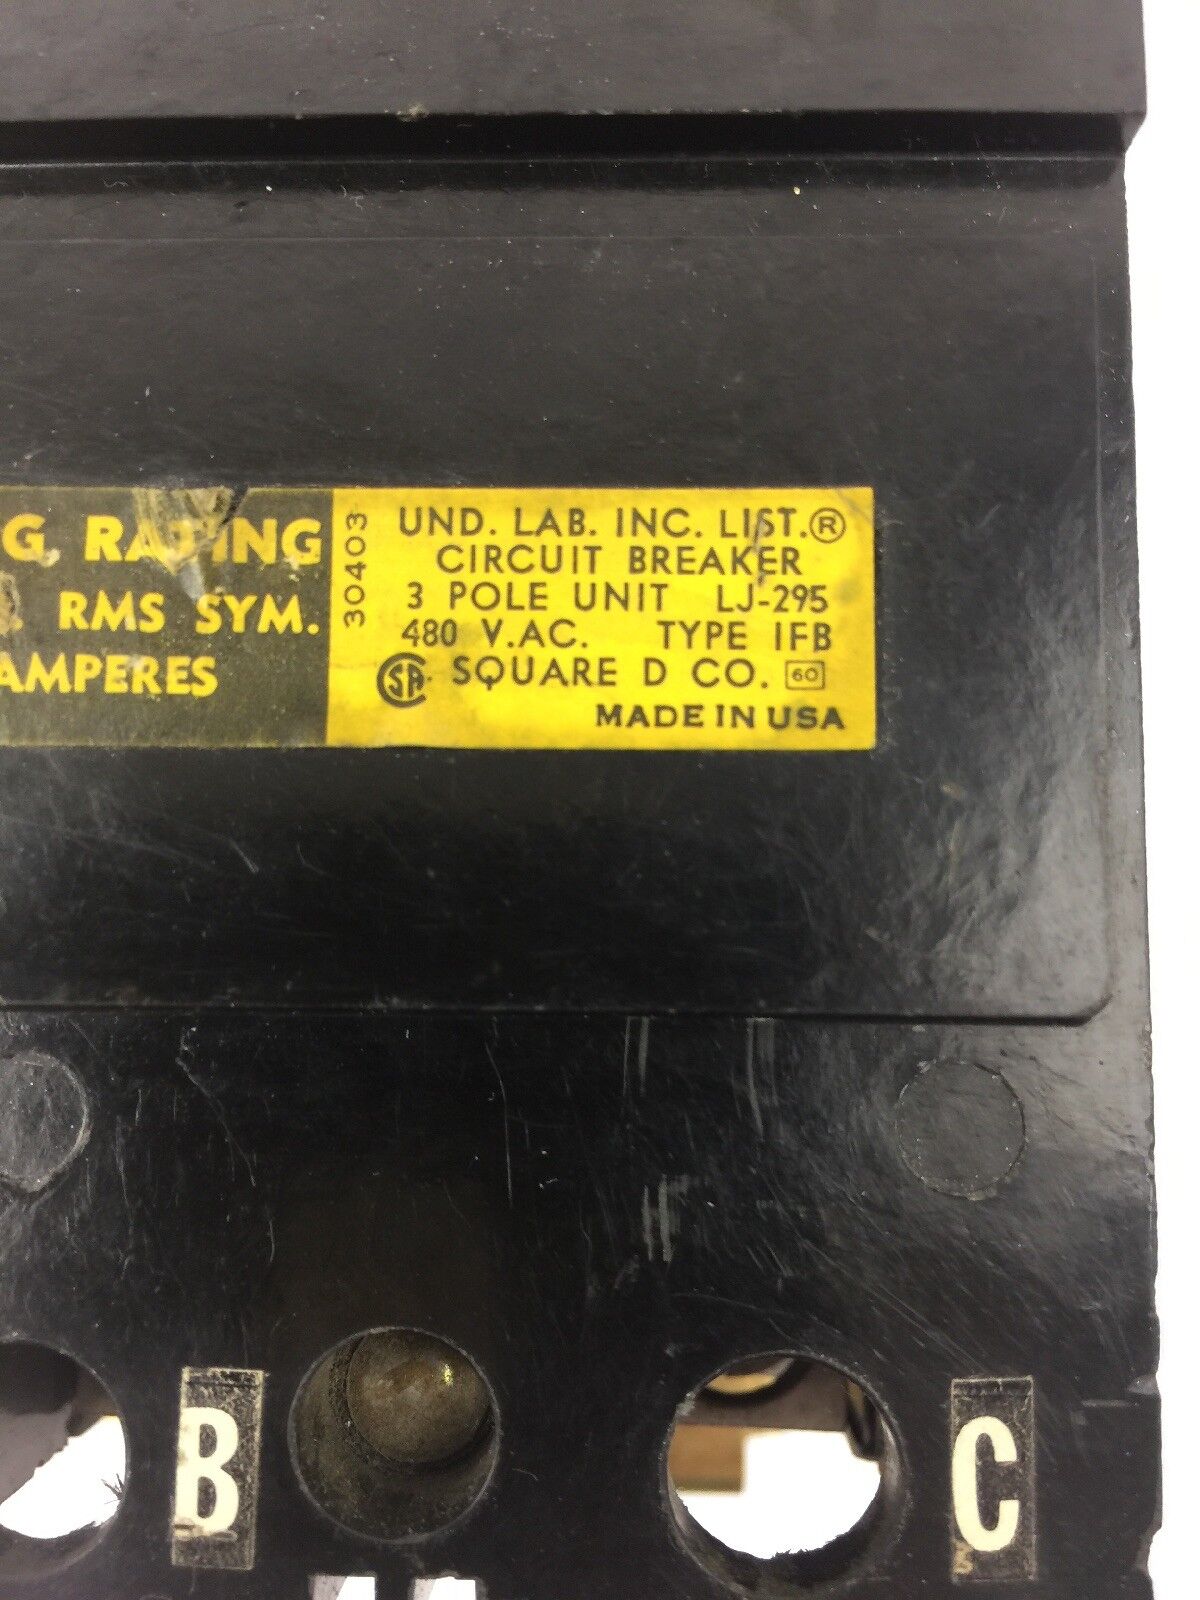 G. RATING
RMS SYM.
AMPERES
30403
UND. LAB. INC. LIST.®
CIRCUIT BREAKER
3 POLE UNIT LJ-295
480 V.AC. TYPE IFB
SA SQUARE D CO. 60
MADE IN USA
B
C